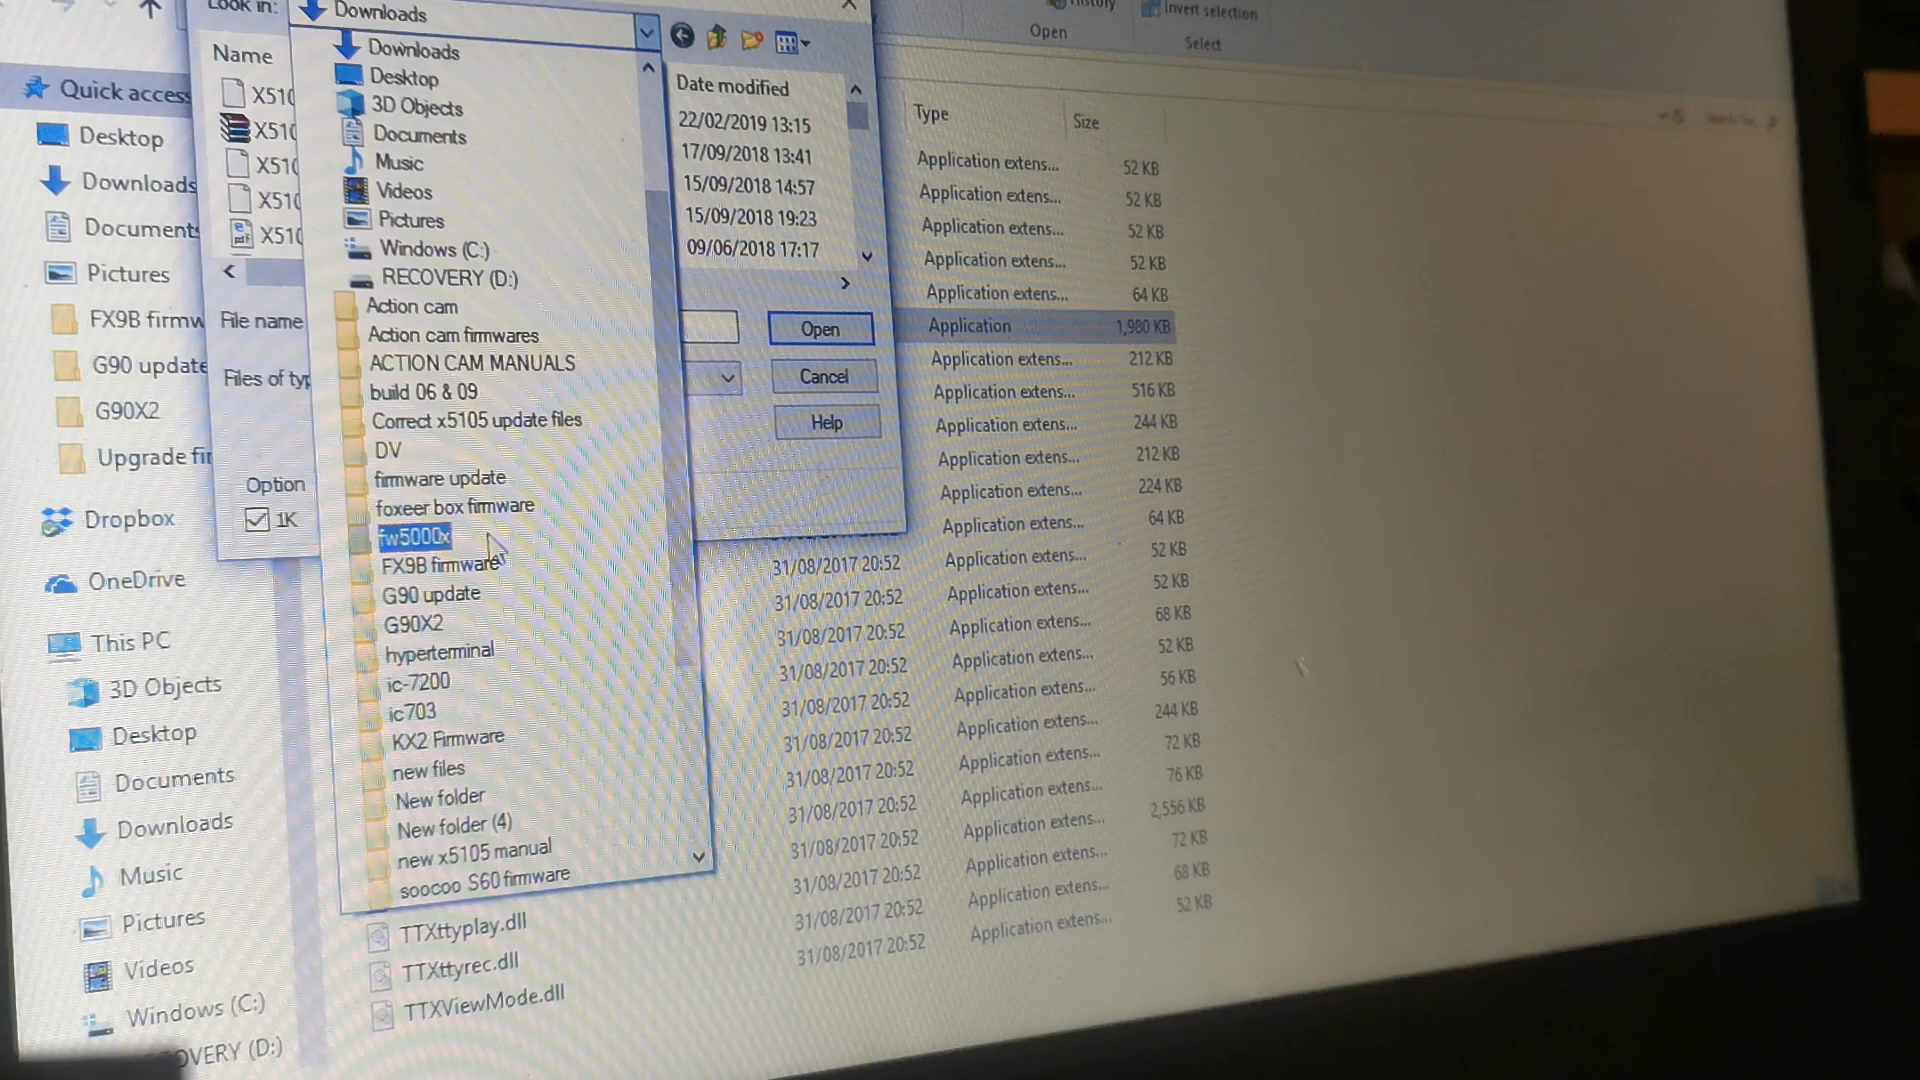 Look in:
Downloads
History
Invert selection
Open
Select
Name
X510
X510
X510
X510
X510
File name
Files of typ
Option
1K
Downloads
Desktop
3D Objects
Documents
Music
Videos
Pictures
Windows (C:)
RECOVERY (D:)
Action cam
Action cam firmwares
ACTION CAM MANUALS
build 06 & 09
Correct x5105 update files
DV
firmware update
foxeer box firmware
fw5000x
FX9B firmware
G90 update
G90X2
hyperterminal
ic-7200
ic703
KX2 Firmware
new files
New folder
New folder (4)
new x5105 manual
soocoo S60 firmware
Date modified
22/02/2019 13:15
17/09/2018 13:41
15/09/2018 14:57
15/09/2018 19:23
09/06/2018 17:17
Open
Cancel
Help
Quick access
Desktop
Downloads
Documents
Pictures
FX9B firmw
G90 update
G90X2
Upgrade fir
Dropbox
OneDrive
This PC
3D Objects
Desktop
Documents
Downloads
Music
Pictures
Videos
Windows (C:)
OVERY (D:)
Type Size
Application extens... 52 KB
Application extens... 52 KB
Application extens... 52 KB
Application extens... 52 KB
Application extens... 64 KB
Application 1,980 KB
Application extens... 212 KB
Application extens... 516 KB
Application extens... 244 KB
Application extens... 212 KB
Application extens... 224 KB
Application extens... 64 KB
31/08/2017 20:52 Application extens... 52 KB
31/08/2017 20:52 Application extens... 52 KB
31/08/2017 20:52 Application extens... 68 KB
31/08/2017 20:52 Application extens... 52 KB
31/08/2017 20:52 Application extens... 56 KB
31/08/2017 20:52 Application extens... 244 KB
31/08/2017 20:52 Application extens... 72 KB
31/08/2017 20:52 Application extens... 76 KB
31/08/2017 20:52 Application extens... 2,556 KB
TTXttyplay.dll 31/08/2017 20:52 Application extens... 72 KB
TTXttyrec.dll 31/08/2017 20:52 Application extens... 68 KB
TTXViewMode.dll 31/08/2017 20:52 Application extens... 52 KB